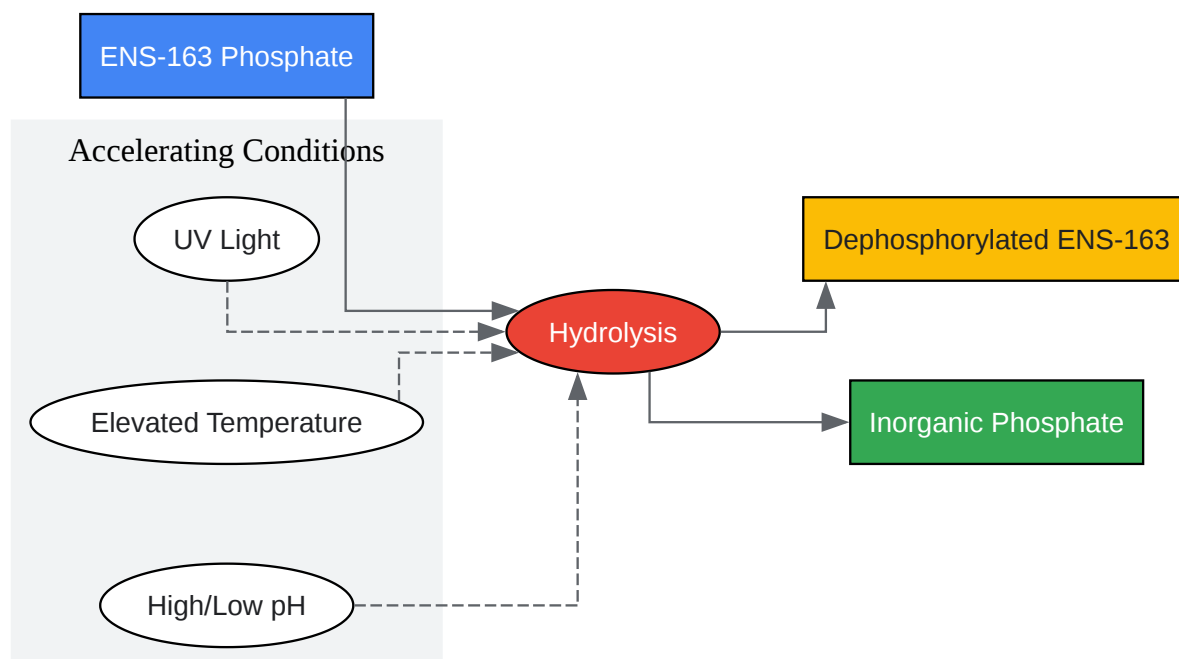 ENS-163 Phosphate
Accelerating Conditions
UV Light
Dephosphorylated ENS-163
Hydrolysis
Elevated Temperature
Inorganic Phosphate
High/Low pH